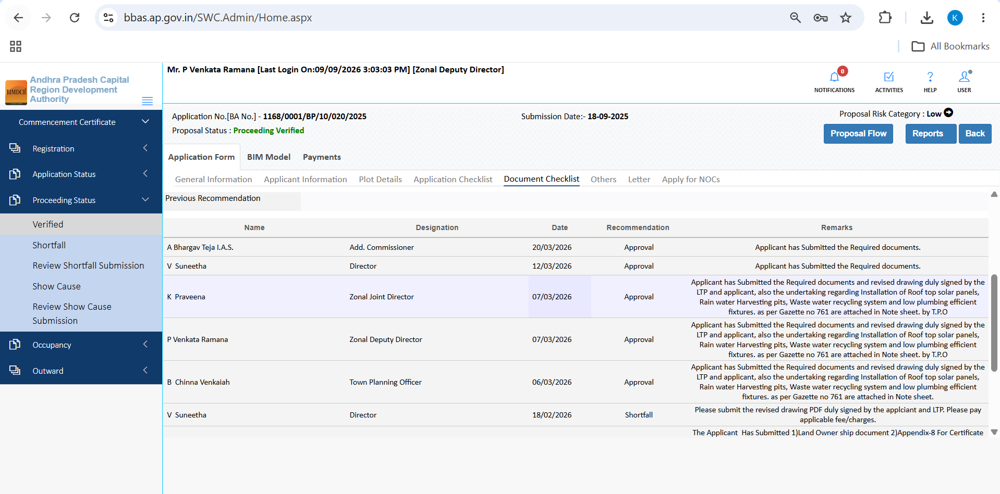 bbas.ap.gov.in/SWC.Admin/Home.aspx
K
All Bookmarks
BIMDCR
Andhra Pradesh Capital
Region Development
Authority
Mr. P Venkata Ramana [Last Login On:09/09/2026 3:03:03 PM] [Zonal Deputy Director]
0
NOTIFICATIONS
ACTIVITIES
HELP
USER
Commencement Certificate
Registration
Application Status
Proceeding Status
Verified
Shortfall
Review Shortfall Submission
Show Cause
Review Show Cause
Submission
Occupancy
Outward
Application No.[BA No.] - 1168/0001/BP/10/020/2025
Submission Date:- 18-09-2025
Proposal Risk Category : Low
Proposal Status : Proceeding Verified
Proposal Flow
Reports
Back
Application Form
BIM Model
Payments
General Information
Applicant Information
Plot Details
Application Checklist
Document Checklist
Others
Letter
Apply for NOCs
Previous Recommendation
Name Designation Date Recommendation Remarks
A Bhargav Teja I.A.S. Add. Commissioner 20/03/2026 Approval Applicant has Submitted the Required documents.
V Suneetha Director 12/03/2026 Approval Applicant has Submitted the Required documents.
K Praveena Zonal Joint Director 07/03/2026 Approval
Applicant has Submitted the Required documents and revised drawing duly signed by the
LTP and applicant, also the undertaking regarding Installation of Roof top solar panels,
Rain water Harvesting pits, Waste water recycling system and low plumbing efficient
fixtures. as per Gazette no 761 are attached in Note sheet. by T.P.O
P Venkata Ramana Zonal Deputy Director 07/03/2026 Approval
Applicant has Submitted the Required documents and revised drawing duly signed by the
LTP and applicant, also the undertaking regarding Installation of Roof top solar panels,
Rain water Harvesting pits, Waste water recycling system and low plumbing efficient
fixtures. as per Gazette no 761 are attached in Note sheet. by T.P.O
B Chinna Venkaiah Town Planning Officer 06/03/2026 Approval
Applicant has Submitted the Required documents and revised drawing duly signed by the
LTP and applicant, also the undertaking regarding Installation of Roof top solar panels,
Rain water Harvesting pits, Waste water recycling system and low plumbing efficient
fixtures. as per Gazette no 761 are attached in Note sheet.
V Suneetha Director 18/02/2026 Shortfall
Please submit the revised drawing PDF duly signed by the applciant and LTP. Please pay
applicable fee/charges.
The Applicant Has Submitted 1)Land Owner ship document 2)Appendix-8 For Certificate